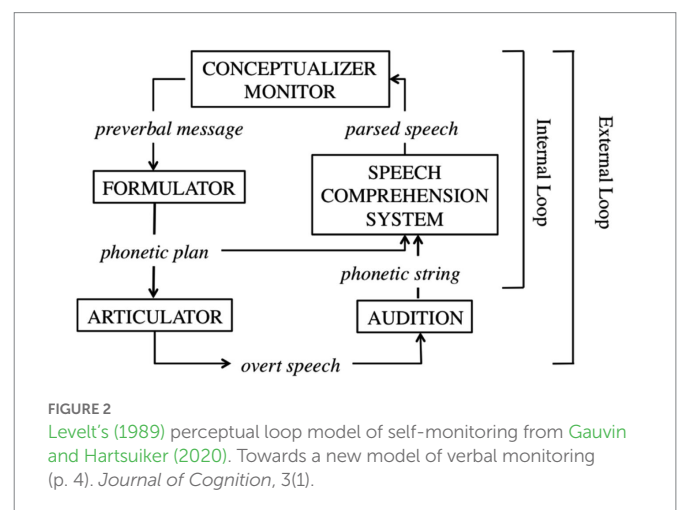 CONCEPTUALIZER
MONITOR
preverbal message
parsed speech
FORMULATOR
SPEECH
COMPREHENSION
SYSTEM
phonetic plan
phonetic string
ARTICULATOR
AUDITION
overt speech
Internal Loop
External Loop
FIGURE 2
Levelt’s (1989) perceptual loop model of self-monitoring from Gauvin
and Hartsuiker (2020). Towards a new model of verbal monitoring
(p. 4). Journal of Cognition, 3(1).